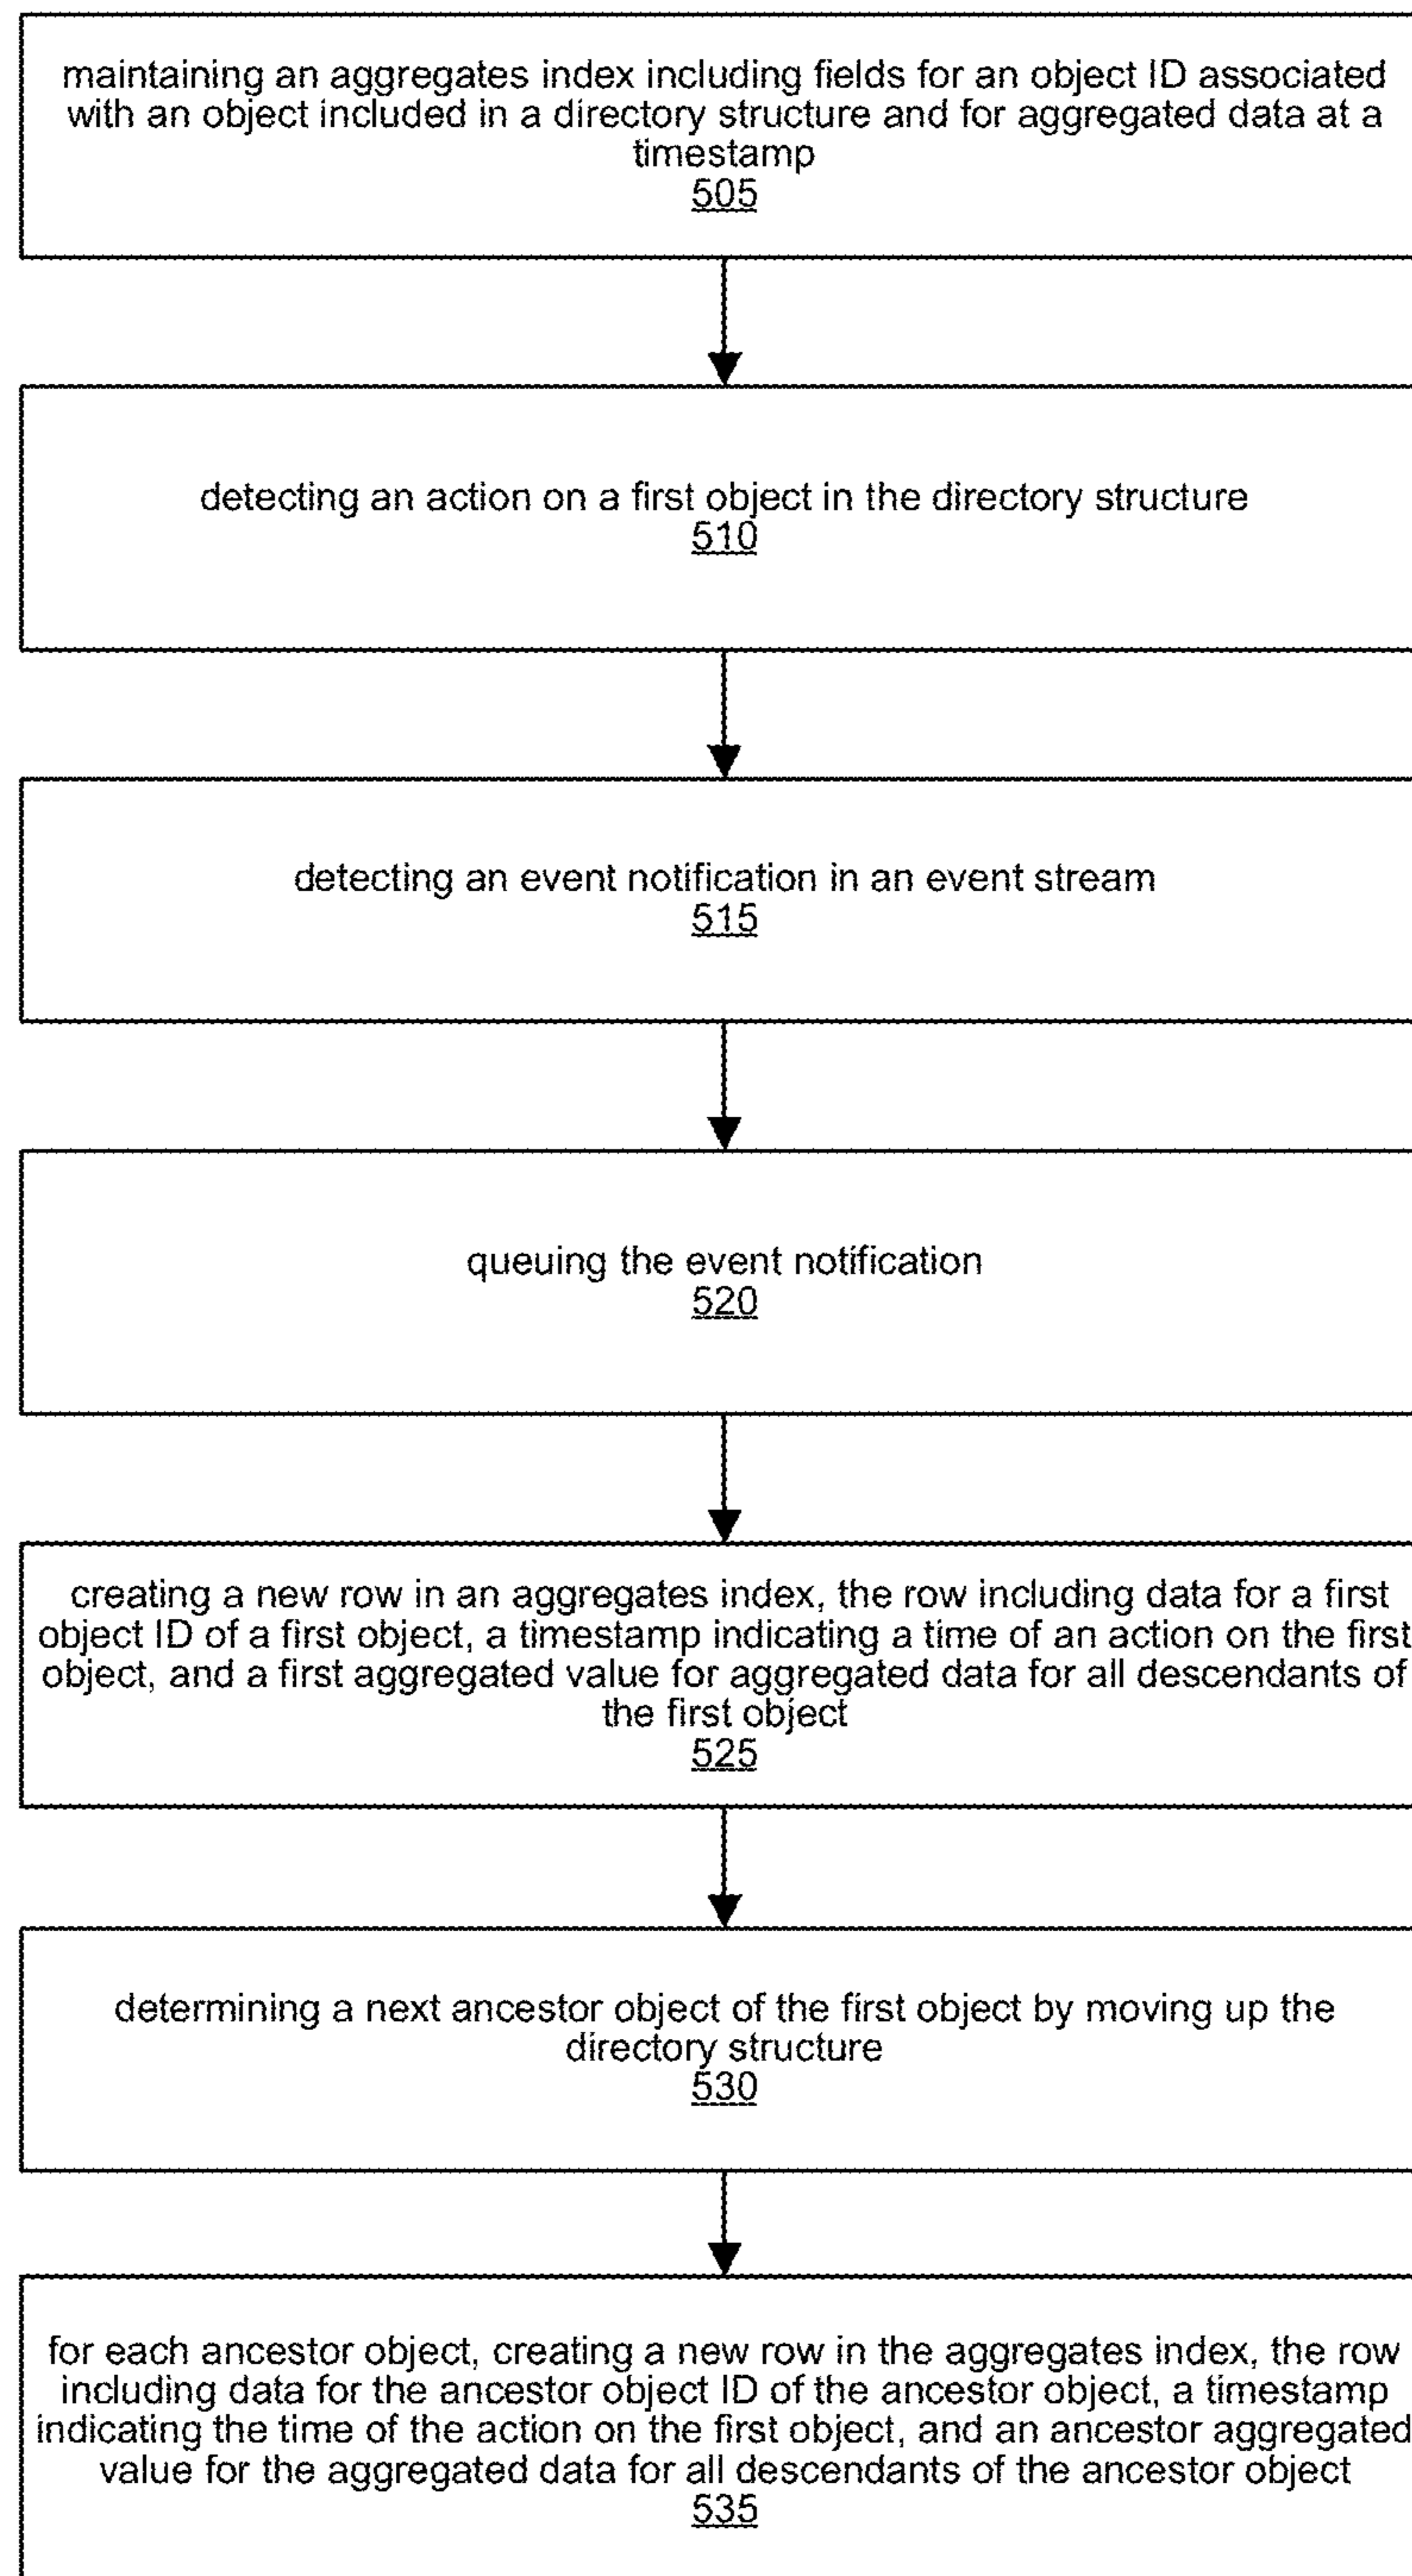 maintaining an aggregates index including fields for an object ID associated
with an object included in a directory structure and for aggregated data at a
timestamp
505
detecting an action on a first object in the directory structure
510
detecting an event notification in an event stream
515
queuing the event notification
520
creating a new row in an aggregates index, the row including data for a first
object ID of a first object, a timestamp indicating a time of an action on the first
object, and a first aggregated value for aggregated data for all descendants of
the first object
525
determining a next ancestor object of the first object by moving up the
directory structure
530
for each ancestor object, creating a new row in the aggregates index, the row
including data for the ancestor object ID of the ancestor object, a timestamp
indicating the time of the action on the first object, and an ancestor aggregated
value for the aggregated data for all descendants of the ancestor object
535